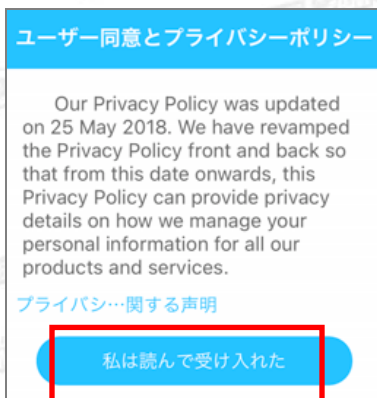 ユーザー同意とプライバシーポリシー
Our Privacy Policy was updated
on 25 May 2018. We have revamped
the Privacy Policy front and back so
that from this date onwards, this
Privacy Policy can provide privacy
details on how we manage your
personal information for all our
products and services.
プライバシ…関する声明
私は読んで受け入れた